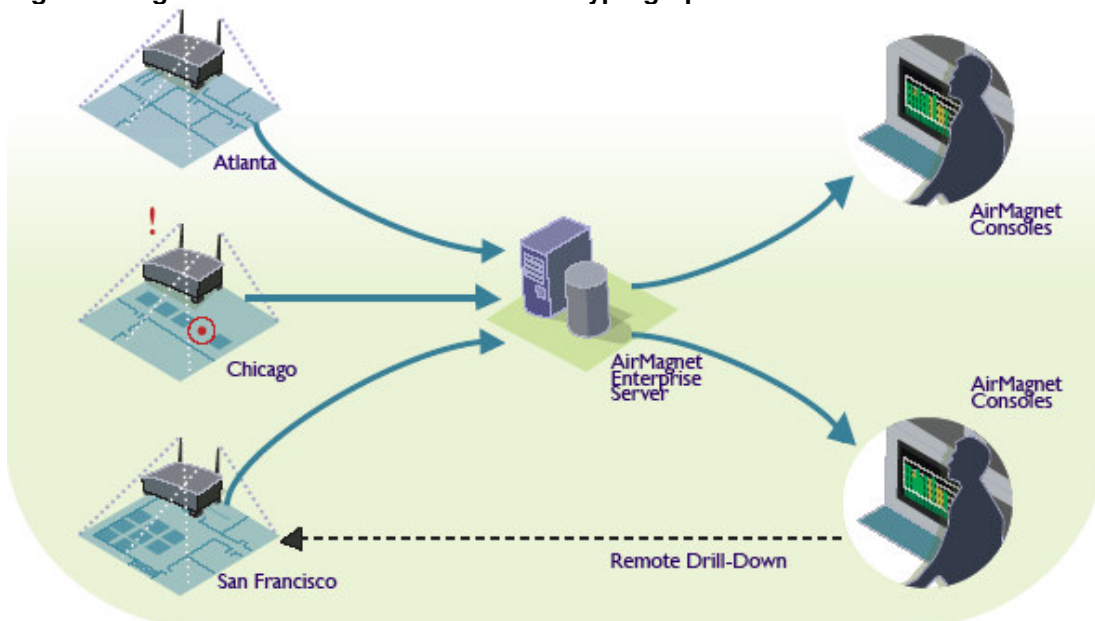 Atlanta
AirMagnet
Consoles
!
Chicago
AirMagnet
Enterprise
Server
AirMagnet
Consoles
San Francisco
Remote Drill-Down